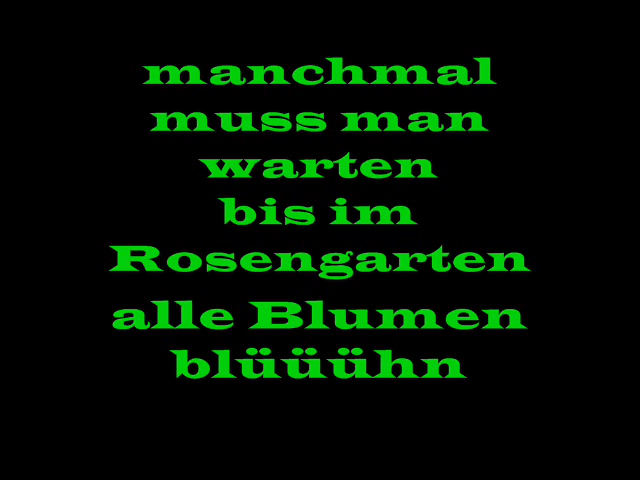 manchmal
muss man
warten
bis im
Rosengarten
alle Blumen
blüüühn